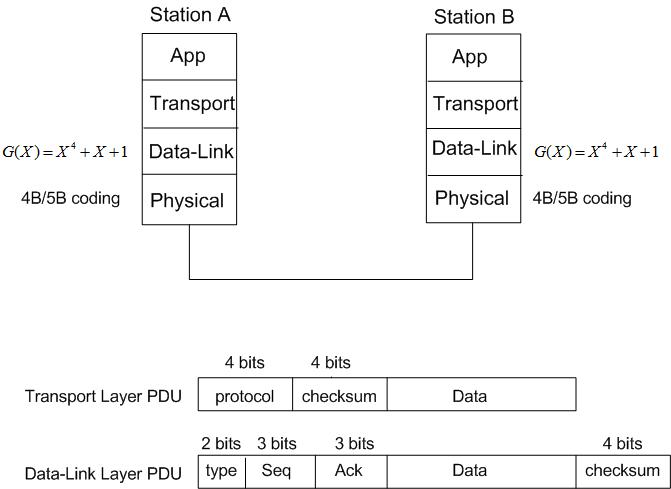 Station A Station B
App App
Transport Transport
G(X)=X⁴+X+1 Data-Link Data-Link G(X)=X⁴+X+1
4B/5B coding Physical Physical 4B/5B coding
4 bits 4 bits
Transport Layer PDU protocol checksum Data
2 bits 3 bits 3 bits 4 bits
Data-Link Layer PDU type Seq Ack Data checksum